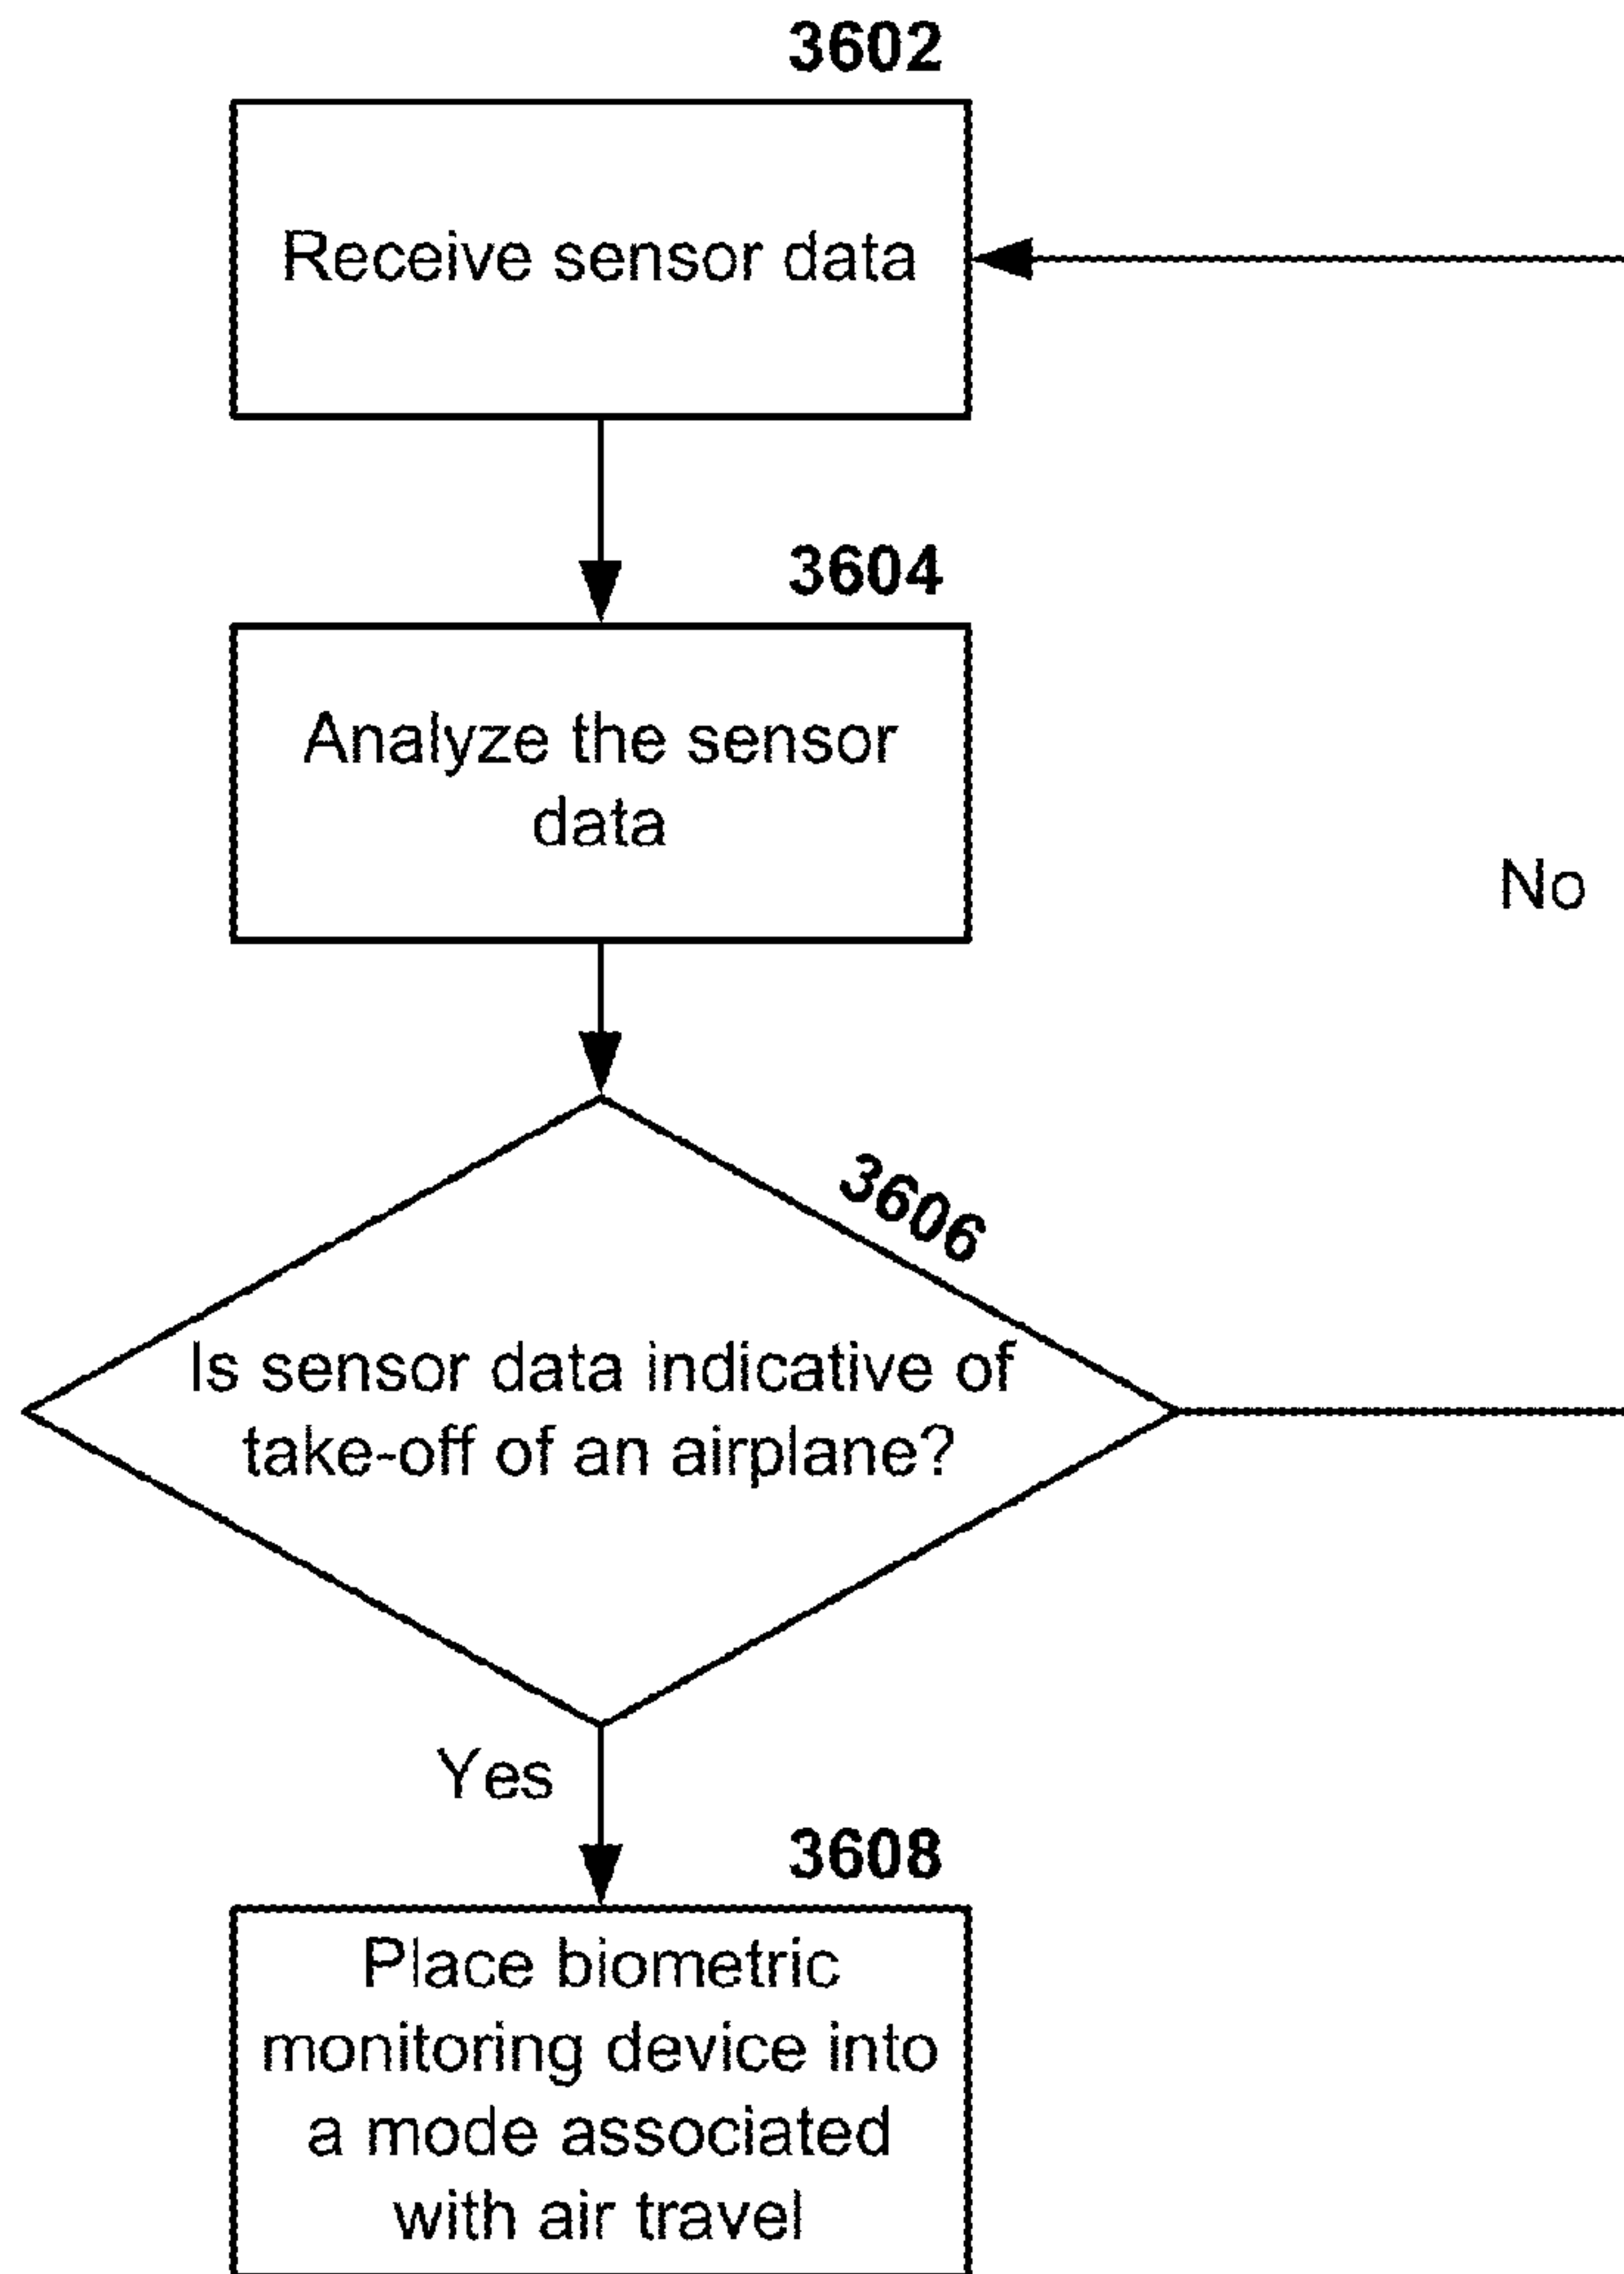 3602
Receive sensor data
3604
Analyze the sensor
data
No
3606
Is sensor data indicative of
take-off of an airplane?
Yes
3608
Place biometric
monitoring device into
a mode associated
with air travel